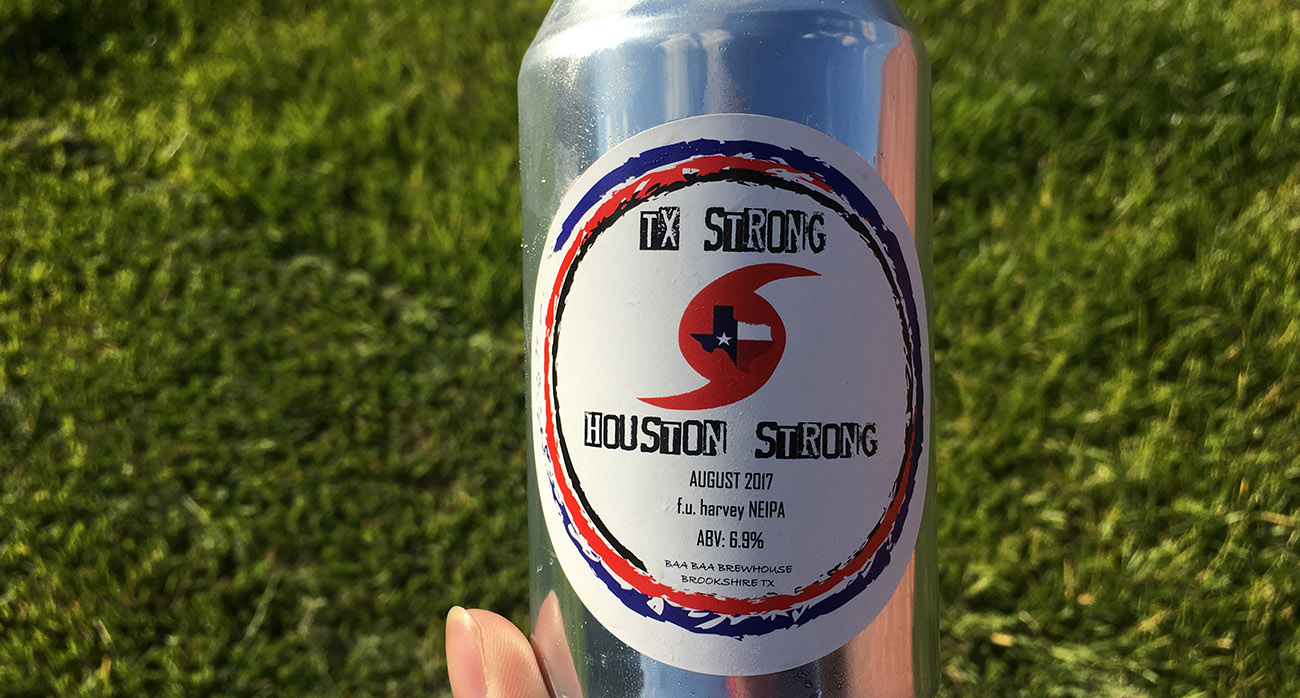 TX STRONG
HOUSTON STRONG
AUGUST 2017
f.u. harvey NEIPA
ABV: 6.9%
BAA BAA BREWHOUSE
BROOKSHIRE TX